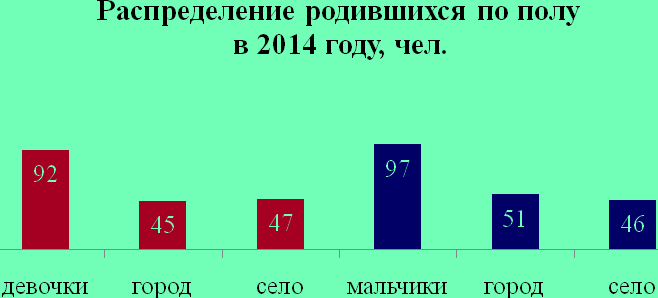 Распределение родившихся по полу
в 2014 году, чел.
92
45
47
97
51
46
девочки город село мальчики город село